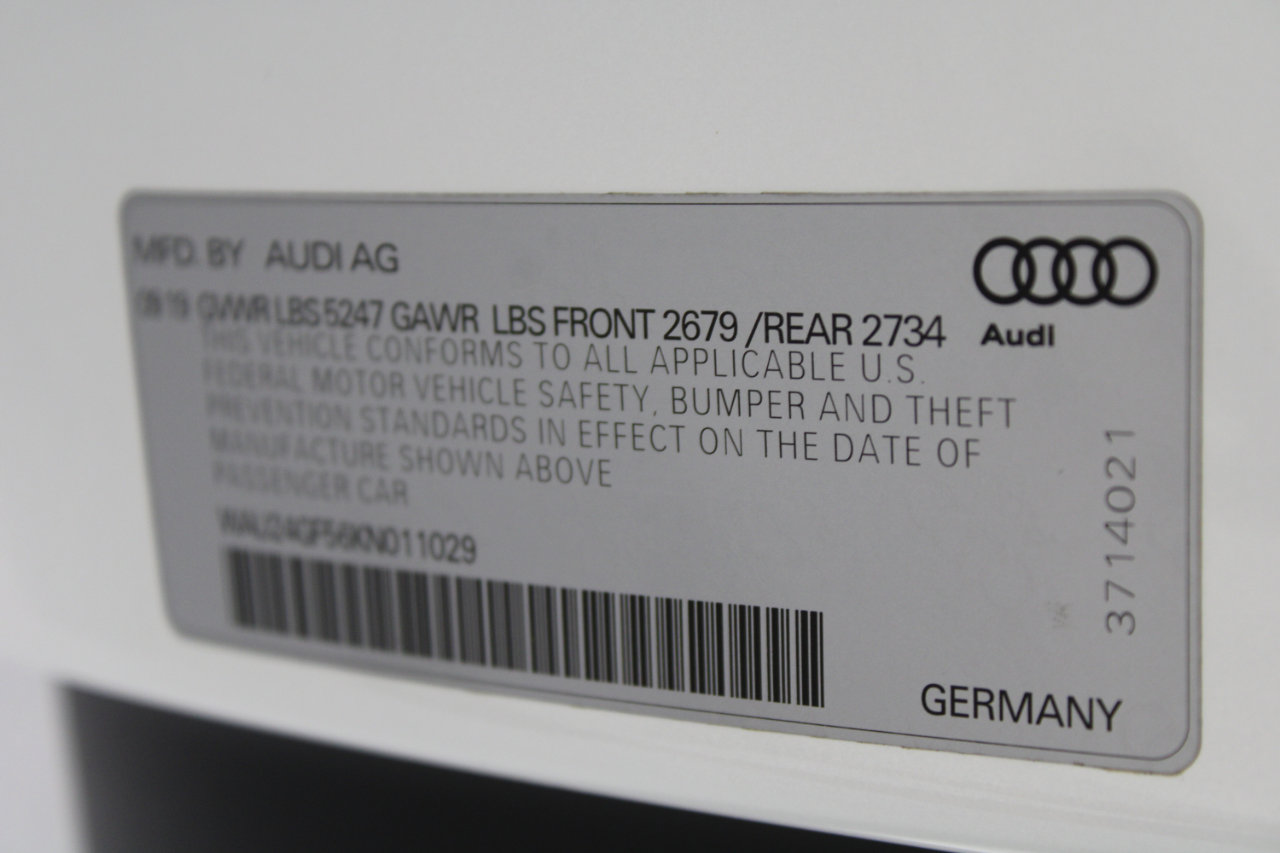 MFD. BY AUDI AG
09 19 GVWR LBS 5247 GAWR LBS FRONT 2679 /REAR 2734
Audi
THIS VEHICLE CONFORMS TO ALL APPLICABLE U.S.
FEDERAL MOTOR VEHICLE SAFETY, BUMPER AND THEFT
PREVENTION STANDARDS IN EFFECT ON THE DATE OF
MANUFACTURE SHOWN ABOVE
PASSENGER CAR
WAU24GF56KN011029
3714021
GERMANY